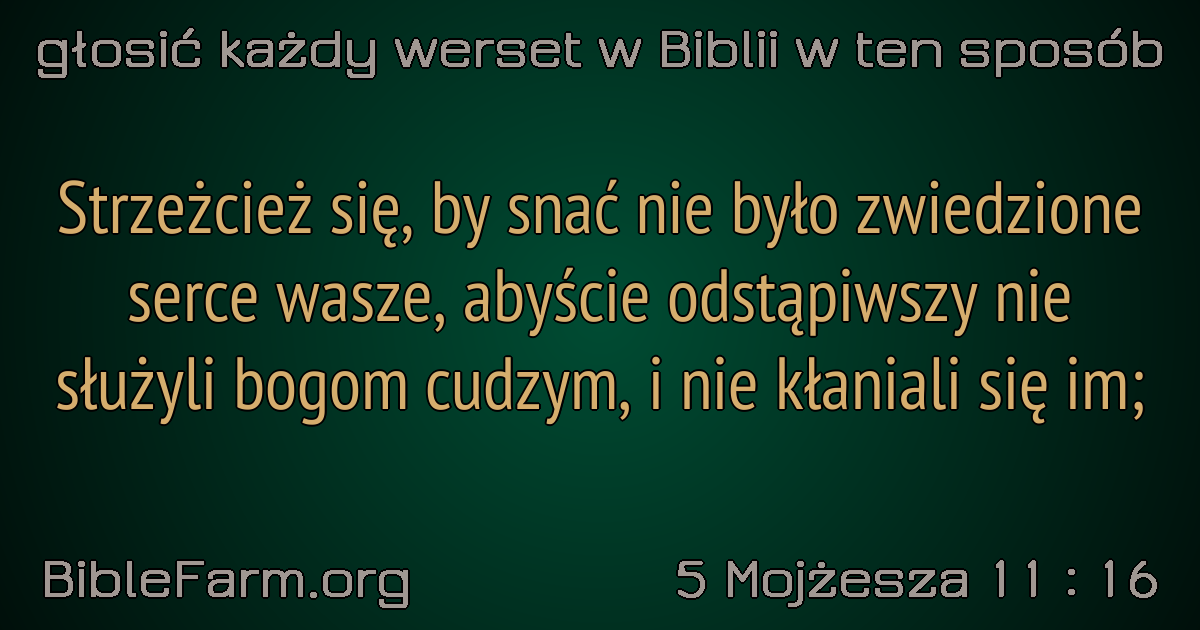 głosić każdy werset w Biblii w ten sposób
Strzeżcież się, by snać nie było zwiedzione
serce wasze, abyście odstąpiwszy nie
służyli bogom cudzym, i nie kłaniali się im;
BibleFarm.org
5 Mojżesza 11 : 16